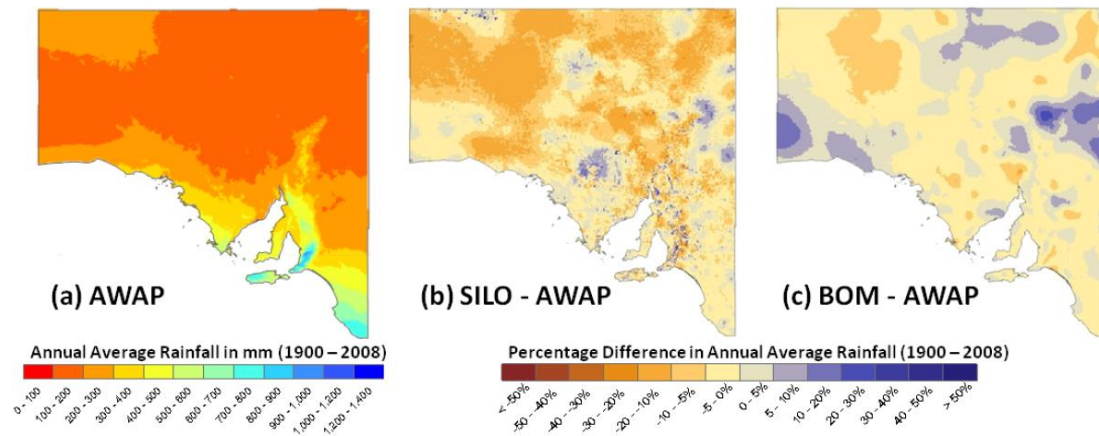 (a) AWAP
(b) SILO - AWAP
(c) BOM - AWAP
Annual Average Rainfall in mm (1900 – 2008)
0 - 100
100 - 200
200 - 300
300 - 400
400 - 500
500 - 600
600 - 700
700 - 800
800 - 900
900 - 1,000
1,000 - 1,200
1,200 - 1,400
Percentage Difference in Annual Average Rainfall (1900 – 2008)
< -50%
-50 – -40%
-40 – -30%
-30 – -20%
-20 – -10%
-10 – -5%
-5 – 0%
0 – 5%
5 – 10%
10 – 20%
20 – 30%
30 – 40%
40 – 50%
> 50%